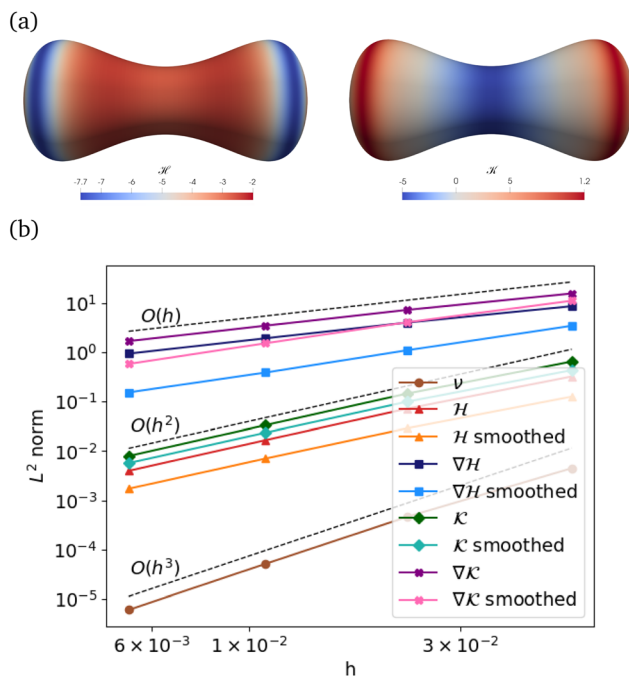 (a)
ℋ
-7.7 -7 -6 -5 -4 -3 -2
𝒦
-5 0 5 1.2
(b)
L² norm
10¹
10⁰
10⁻¹
10⁻²
10⁻³
10⁻⁴
10⁻⁵
O(h)
O(h²)
O(h³)
ν
ℋ
ℋ smoothed
∇ℋ
∇ℋ smoothed
𝒦
𝒦 smoothed
∇𝒦
∇𝒦 smoothed
6 × 10⁻³ 1 × 10⁻² 3 × 10⁻²
h